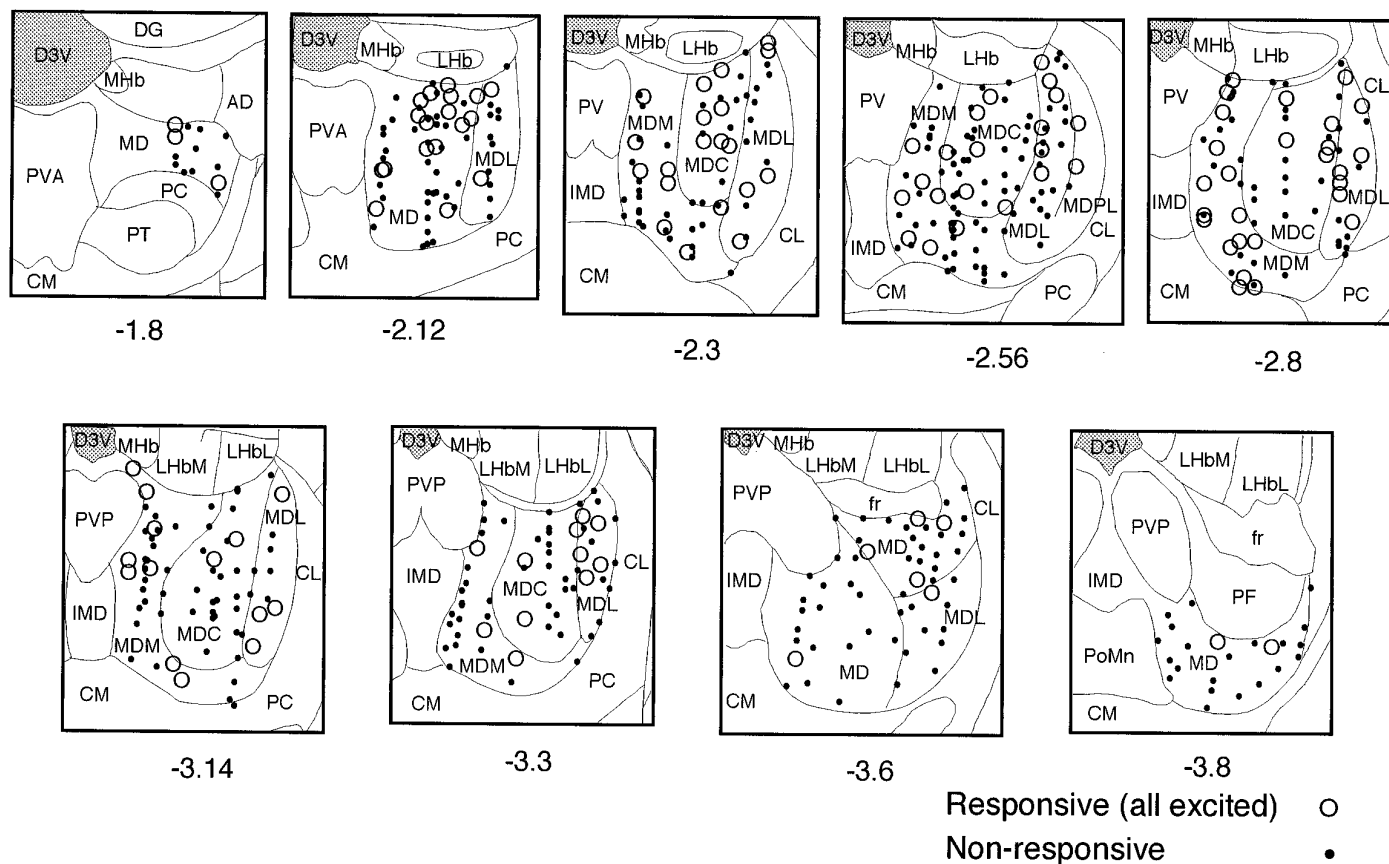 DG
D3V
MHb
AD
MD
PVA
PC
PT
CM
-1.8
D3V
MHb
LHb
PVA
MDL
MD
PC
CM
-2.12
D3V
MHb
LHb
PV
MDM
MDL
MDC
IMD
CL
CM
-2.3
D3V
MHb
LHb
PV
MDM
MDC
MDPL
MDL
CL
IMD
CM
PC
-2.56
D3V
MHb
LHb
CL
PV
IMD
MDL
MDC
MDM
CM
PC
-2.8
D3V
MHb
LHbL
LHbM
PVP
MDL
CL
IMD
MDC
MDM
CM
PC
-3.14
D3V
MHb
LHbM
LHbL
PVP
CL
IMD
MDC
MDL
MDM
PC
CM
-3.3
D3V
MHb
LHbM
LHbL
PVP
fr
CL
MD
IMD
MDL
MD
CM
-3.6
D3V
LHbM
LHbL
PVP
fr
IMD
PF
PoMn
MD
CM
-3.8
Responsive (all excited)
Non-responsive